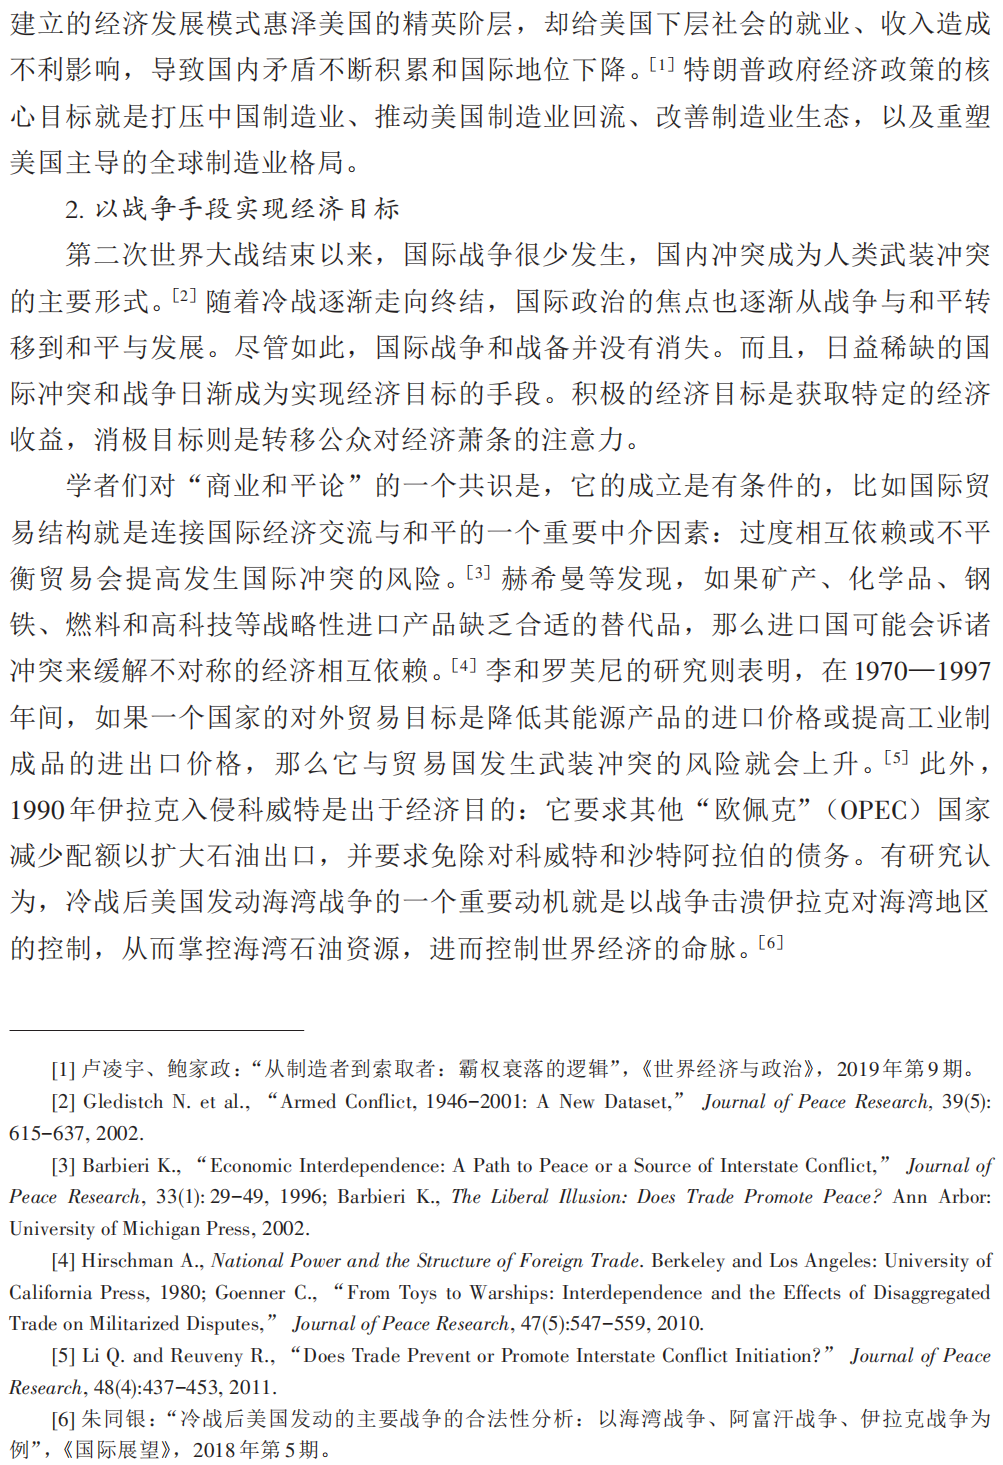 建立的经济发展模式惠泽美国的精英阶层，却给美国下层社会的就业、收入造成
不利影响，导致国内矛盾不断积累和国际地位下降。[1] 特朗普政府经济政策的核
心目标就是打压中国制造业、推动美国制造业回流、改善制造业生态，以及重塑
美国主导的全球制造业格局。
2. 以战争手段实现经济目标
第二次世界大战结束以来，国际战争很少发生，国内冲突成为人类武装冲突
的主要形式。[2] 随着冷战逐渐走向终结，国际政治的焦点也逐渐从战争与和平转
移到和平与发展。尽管如此，国际战争和战备并没有消失。而且，日益稀缺的国
际冲突和战争日渐成为实现经济目标的手段。积极的经济目标是获取特定的经济
收益，消极目标则是转移公众对经济萧条的注意力。
学者们对“商业和平论”的一个共识是，它的成立是有条件的，比如国际贸
易结构就是连接国际经济交流与和平的一个重要中介因素：过度相互依赖或不平
衡贸易会提高发生国际冲突的风险。[3] 赫希曼等发现，如果矿产、化学品、钢
铁、燃料和高科技等战略性进口产品缺乏合适的替代品，那么进口国可能会诉诸
冲突来缓解不对称的经济相互依赖。[4] 李和罗芙尼的研究则表明，在 1970—1997
年间，如果一个国家的对外贸易目标是降低其能源产品的进口价格或提高工业制
成品的进出口价格，那么它与贸易国发生武装冲突的风险就会上升。[5] 此外，
1990 年伊拉克入侵科威特是出于经济目的：它要求其他“欧佩克”（OPEC）国家
减少配额以扩大石油出口，并要求免除对科威特和沙特阿拉伯的债务。有研究认
为，冷战后美国发动海湾战争的一个重要动机就是以战争击溃伊拉克对海湾地区
的控制，从而掌控海湾石油资源，进而控制世界经济的命脉。[6]
[1] 卢凌宇、鲍家政：“从制造者到索取者：霸权衰落的逻辑”，《世界经济与政治》，2019 年第 9 期。
[2] Gledistch N. et al., “Armed Conflict, 1946-2001: A New Dataset,” Journal of Peace Research, 39(5):
615-637, 2002.
[3] Barbieri K., “Economic Interdependence: A Path to Peace or a Source of Interstate Conflict,” Journal of
Peace Research, 33(1): 29-49, 1996; Barbieri K., The Liberal Illusion: Does Trade Promote Peace? Ann Arbor:
University of Michigan Press, 2002.
[4] Hirschman A., National Power and the Structure of Foreign Trade. Berkeley and Los Angeles: University of
California Press, 1980; Goenner C., “From Toys to Warships: Interdependence and the Effects of Disaggregated
Trade on Militarized Disputes,” Journal of Peace Research, 47(5):547-559, 2010.
[5] Li Q. and Reuveny R., “Does Trade Prevent or Promote Interstate Conflict Initiation?” Journal of Peace
Research, 48(4):437-453, 2011.
[6] 朱同银：“冷战后美国发动的主要战争的合法性分析：以海湾战争、阿富汗战争、伊拉克战争为
例”，《国际展望》，2018 年第 5 期。